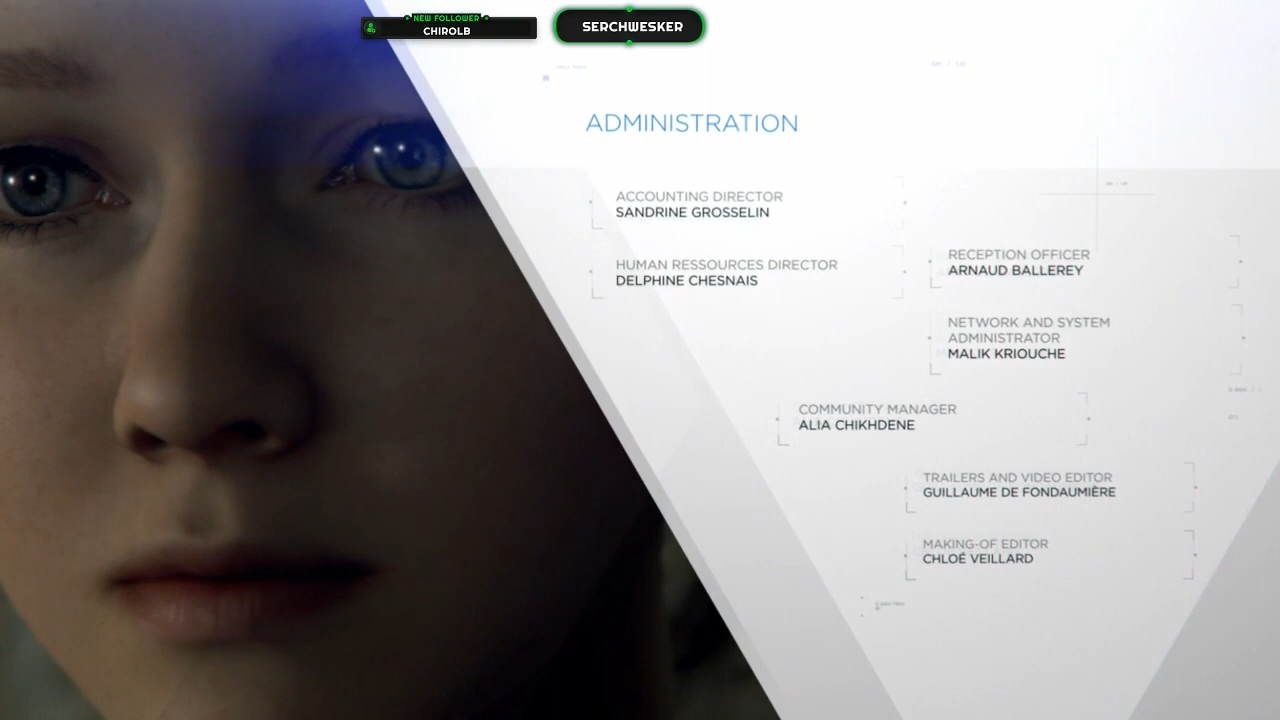 NEW FOLLOWER
CHIROLB
SERCHWESKER
ADMINISTRATION
ACCOUNTING DIRECTOR
SANDRINE GROSSELIN
HUMAN RESSOURCES DIRECTOR
DELPHINE CHESNAIS
RECEPTION OFFICER
ARNAUD BALLEREY
NETWORK AND SYSTEM
ADMINISTRATOR
MALIK KRIOUCHE
COMMUNITY MANAGER
ALIA CHIKHDENE
TRAILERS AND VIDEO EDITOR
GUILLAUME DE FONDAUMIÈRE
MAKING-OF EDITOR
CHLOÉ VEILLARD